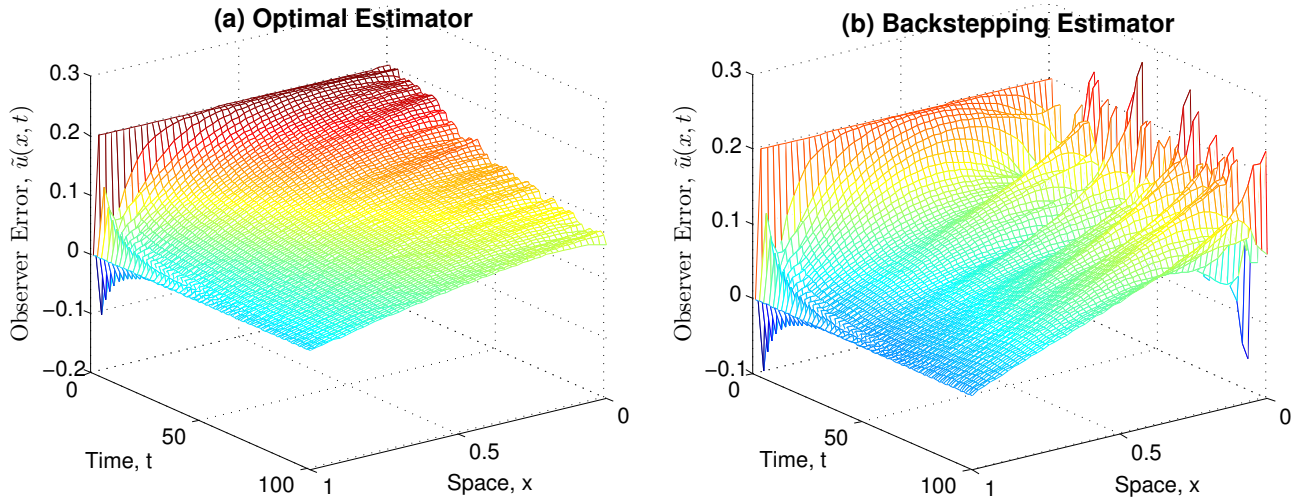 (a) Optimal Estimator
0.3
0.2
0.1
0
−0.1
−0.2
Observer Error, ũ(x, t)
0
50
100
Time, t
1
0.5
0
Space, x
(b) Backstepping Estimator
0.3
0.2
0.1
0
−0.1
Observer Error, ũ(x, t)
0
50
100
Time, t
1
0.5
0
Space, x